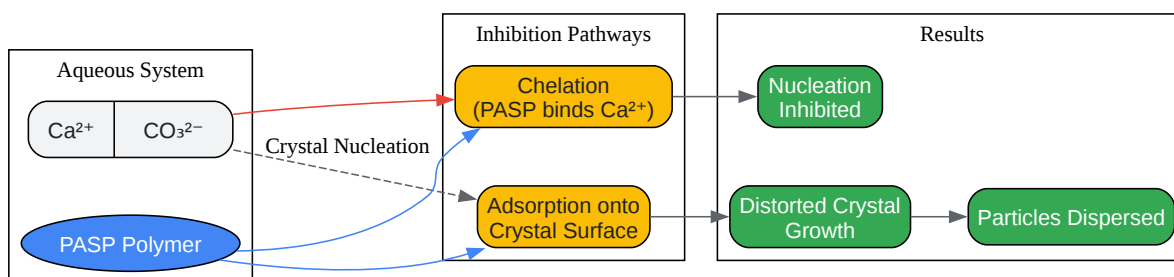 Aqueous System
Ca²⁺
CO₃²⁻
PASP Polymer
Crystal Nucleation
Inhibition Pathways
Chelation
(PASP binds Ca²⁺)
Adsorption onto
Crystal Surface
Results
Nucleation
Inhibited
Distorted Crystal
Growth
Particles Dispersed